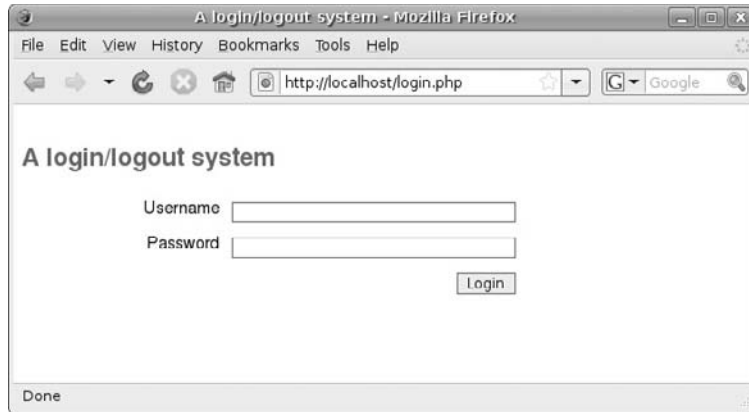 A login/logout system - Mozilla Firefox
File Edit View History Bookmarks Tools Help
http://localhost/login.php
G Google
A login/logout system
Username
Password
Login
Done